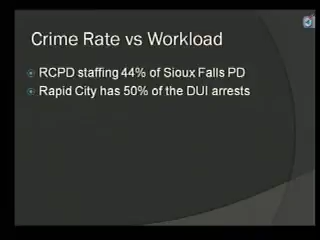 Crime Rate vs Workload
RCPD staffing 44% of Sioux Falls PD
Rapid City has 50% of the DUI arrests